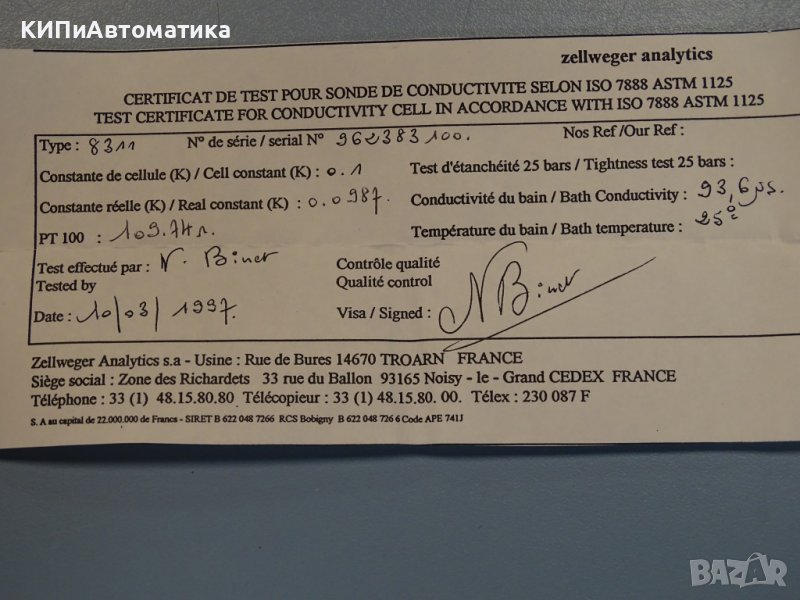 КИПиАвтоматика
zellweger analytics
CERTIFICAT DE TEST POUR SONDE DE CONDUCTIVITE SELON ISO 7888 ASTM 1125
TEST CERTIFICATE FOR CONDUCTIVITY CELL IN ACCORDANCE WITH ISO 7888 ASTM 1125
Type : 8311 N° de série / serial N° 962383100. Nos Ref /Our Ref :
Constante de cellule (K) / Cell constant (K) : 0.1 Test d'étanchéité 25 bars / Tightness test 25 bars :
Constante réelle (K) / Real constant (K) : 0.0987. Conductivité du bain / Bath Conductivity : 93,6 µs.
PT 100 : 109.74 Température du bain / Bath temperature : 25°
Test effectué par : N. Binet Contrôle qualité
Tested by Qualité control
Date : 10/03/1997. Visa / Signed : N Binet
Zellweger Analytics s.a - Usine : Rue de Bures 14670 TROARN FRANCE
Siège social : Zone des Richardets 33 rue du Ballon 93165 Noisy - le - Grand CEDEX FRANCE
Téléphone : 33 (1) 48.15.80.80 Télécopieur : 33 (1) 48.15.80. 00. Télex : 230 087 F
S. A au capital de 22.000.000 de Francs - SIRET B 622 048 7266 RCS Bobigny B 622 048 726 6 Code APE 741J
BAZAR